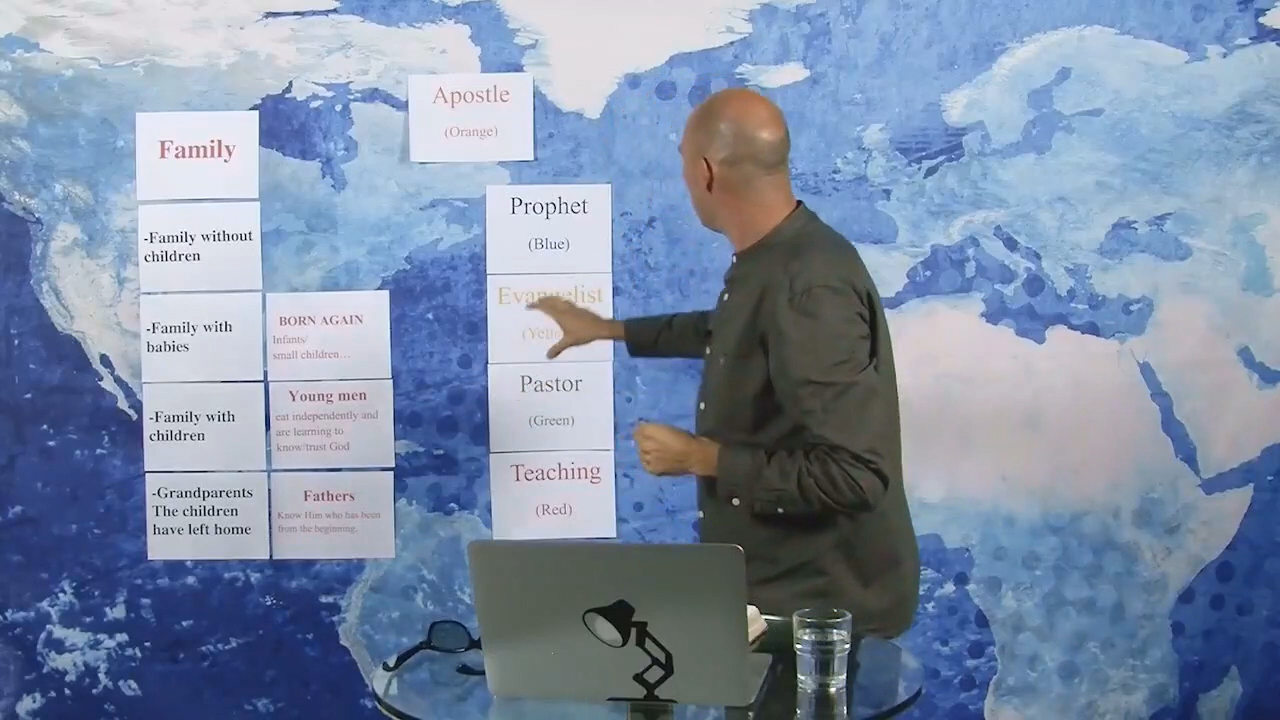 Apostle
(Orange)
Family
-Family without
children
-Family with
babies
-Family with
children
-Grandparents
The children
have left home
BORN AGAIN
Infants/
small children…
Young men
eat independently and
are learning to
know/trust God
Fathers
Know Him who has been
from the beginning.
Prophet
(Blue)
Evangelist
Pastor
(Green)
Teaching
(Red)